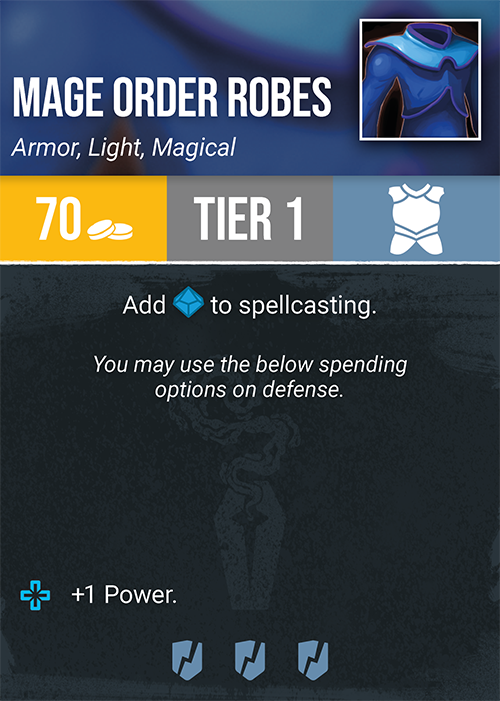 MAGE ORDER ROBES
Armor, Light, Magical
70
TIER 1
Add to spellcasting.
You may use the below spending
options on defense.
+1 Power.